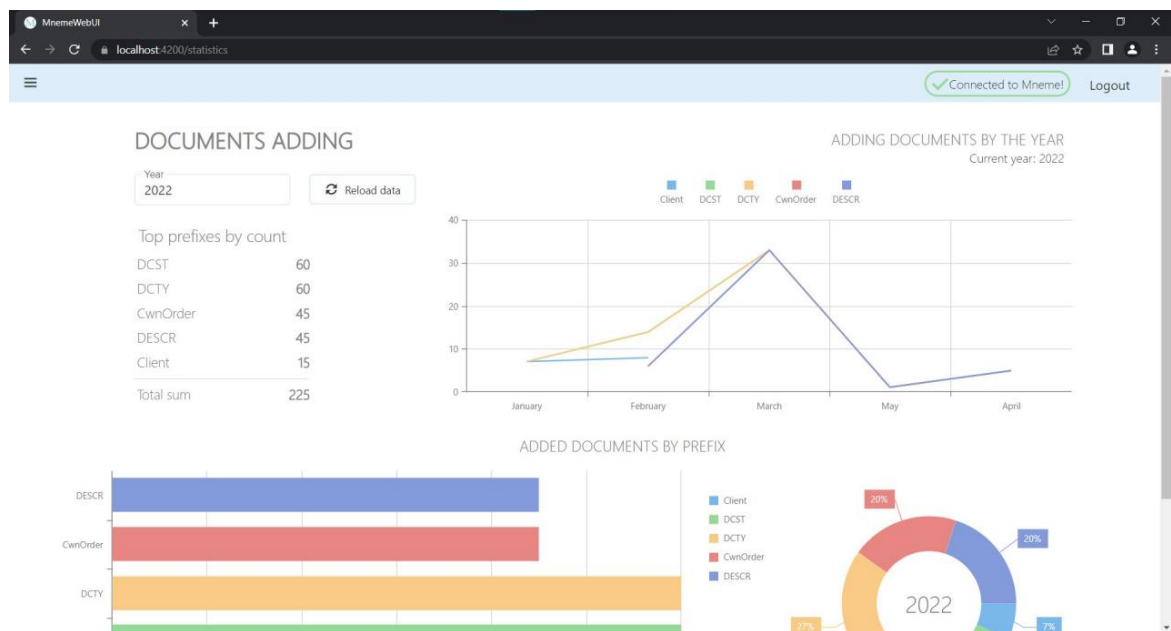 MnemeWebUI
localhost:4200/statistics
Connected to Mneme!
Logout
DOCUMENTS ADDING
Year
2022
Reload data
Top prefixes by count
DCST 60
DCTY 60
CwnOrder 45
DESCR 45
Client 15
Total sum 225
ADDING DOCUMENTS BY THE YEAR
Current year: 2022
Client DCST DCTY CwnOrder DESCR
40
30
20
10
0
January February March May April
ADDED DOCUMENTS BY PREFIX
DESCR
CwnOrder
DCTY
Client
DCST
DCTY
CwnOrder
DESCR
20%
20%
2022
27%
7%